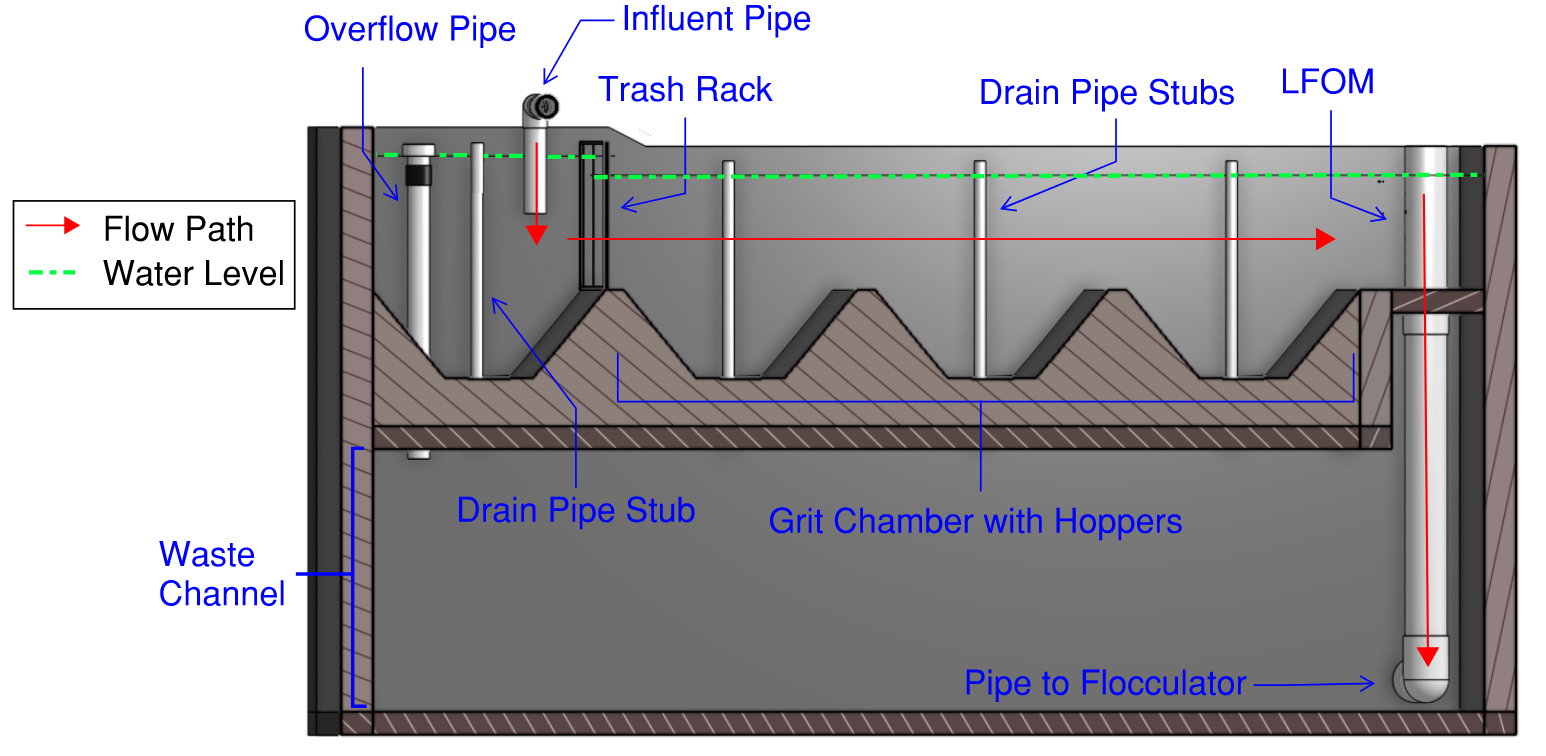 Overflow Pipe
Influent Pipe
Trash Rack
Drain Pipe Stubs
LFOM
Flow Path
Water Level
Drain Pipe Stub
Grit Chamber with Hoppers
Waste
Channel
Pipe to Flocculator